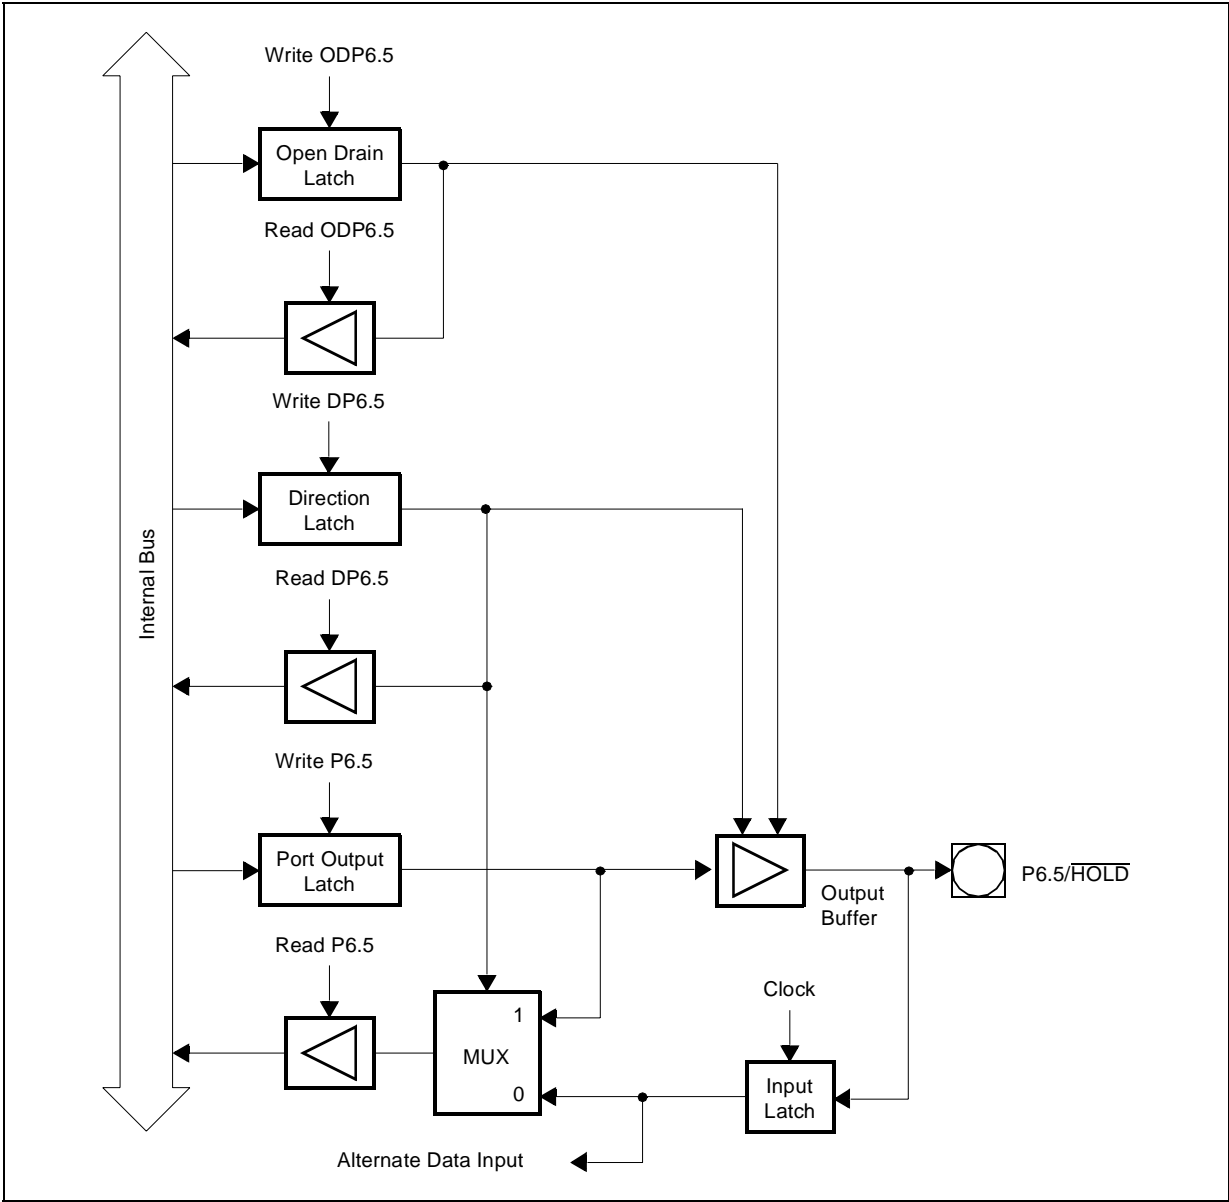 Write ODP6.5
Open Drain
Latch
Read ODP6.5
Write DP6.5
Direction
Latch
Internal Bus
Read DP6.5
Write P6.5
Port Output
Latch
P6.5/HOLD
Output
Buffer
Read P6.5
Clock
1
MUX
0
Input
Latch
Alternate Data Input